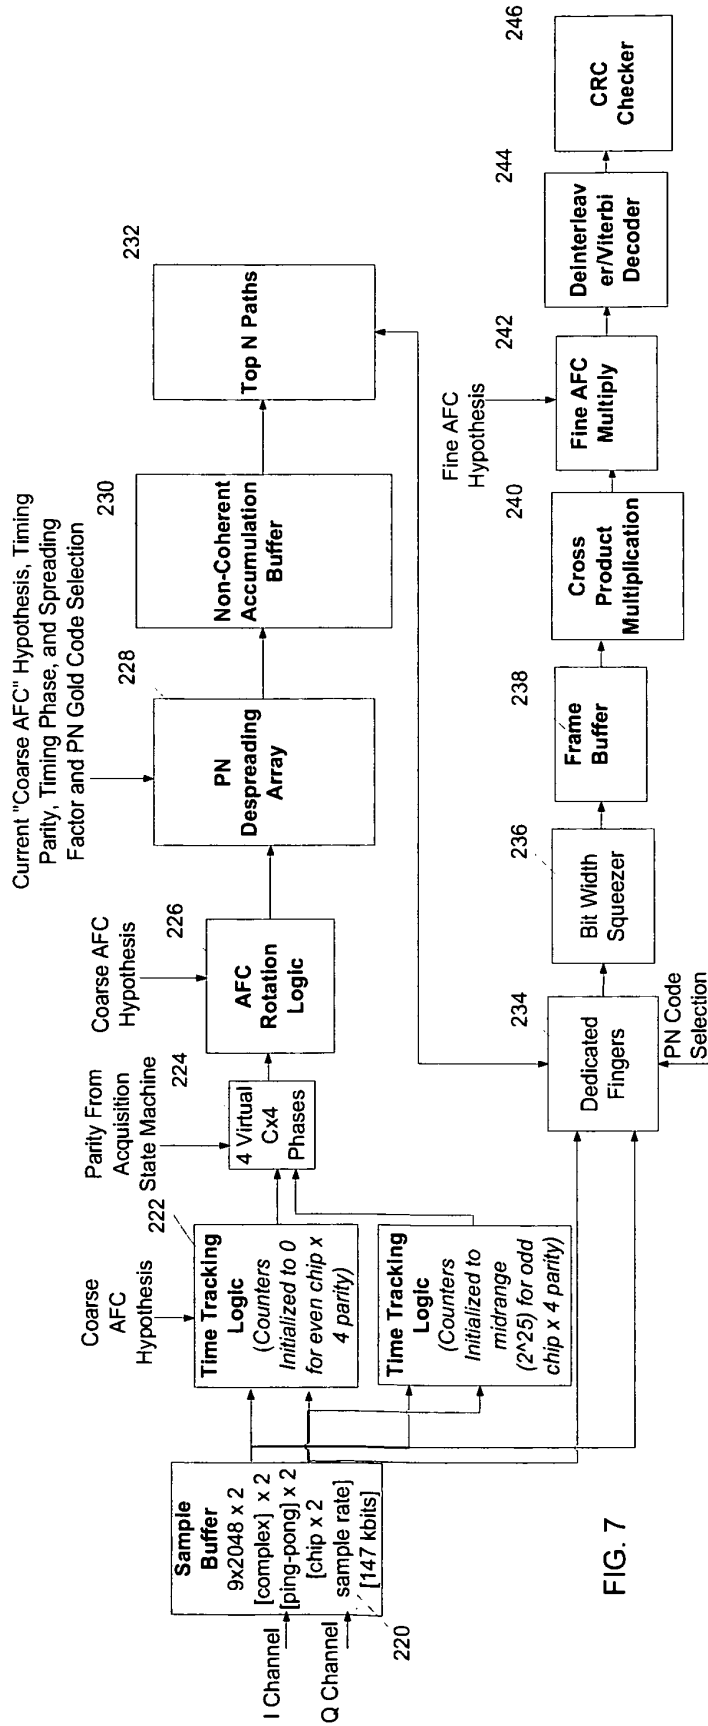 Sample
Buffer
9x2048 x 2
[complex] x 2
[ping-pong] x 2
[chip x 2
sample rate]
[147 kbits]
I Channel
Q Channel
220
Coarse
AFC
Hypothesis
222
Time Tracking
Logic
(Counters
Initialized to 0
for even chip x
4 parity)
Time Tracking
Logic
(Counters
Initialized to
midrange
(2^25) for odd
chip x 4 parity)
Parity From
Acquisition
State Machine
224
4 Virtual
Cx4
Phases
Coarse AFC
Hypothesis
226
AFC
Rotation
Logic
Current "Coarse AFC" Hypothesis, Timing
Parity, Timing Phase, and Spreading
Factor and PN Gold Code Selection
228
PN
Despreading
Array
230
Non-Coherent
Accumulation
Buffer
232
Top N Paths
234
Dedicated
Fingers
PN Code
Selection
236
Bit Width
Squeezer
238
Frame
Buffer
240
Cross
Product
Multiplication
Fine AFC
Hypothesis
242
Fine AFC
Multiply
244
DeInterleav
er/Viterbi
Decoder
246
CRC
Checker
FIG. 7